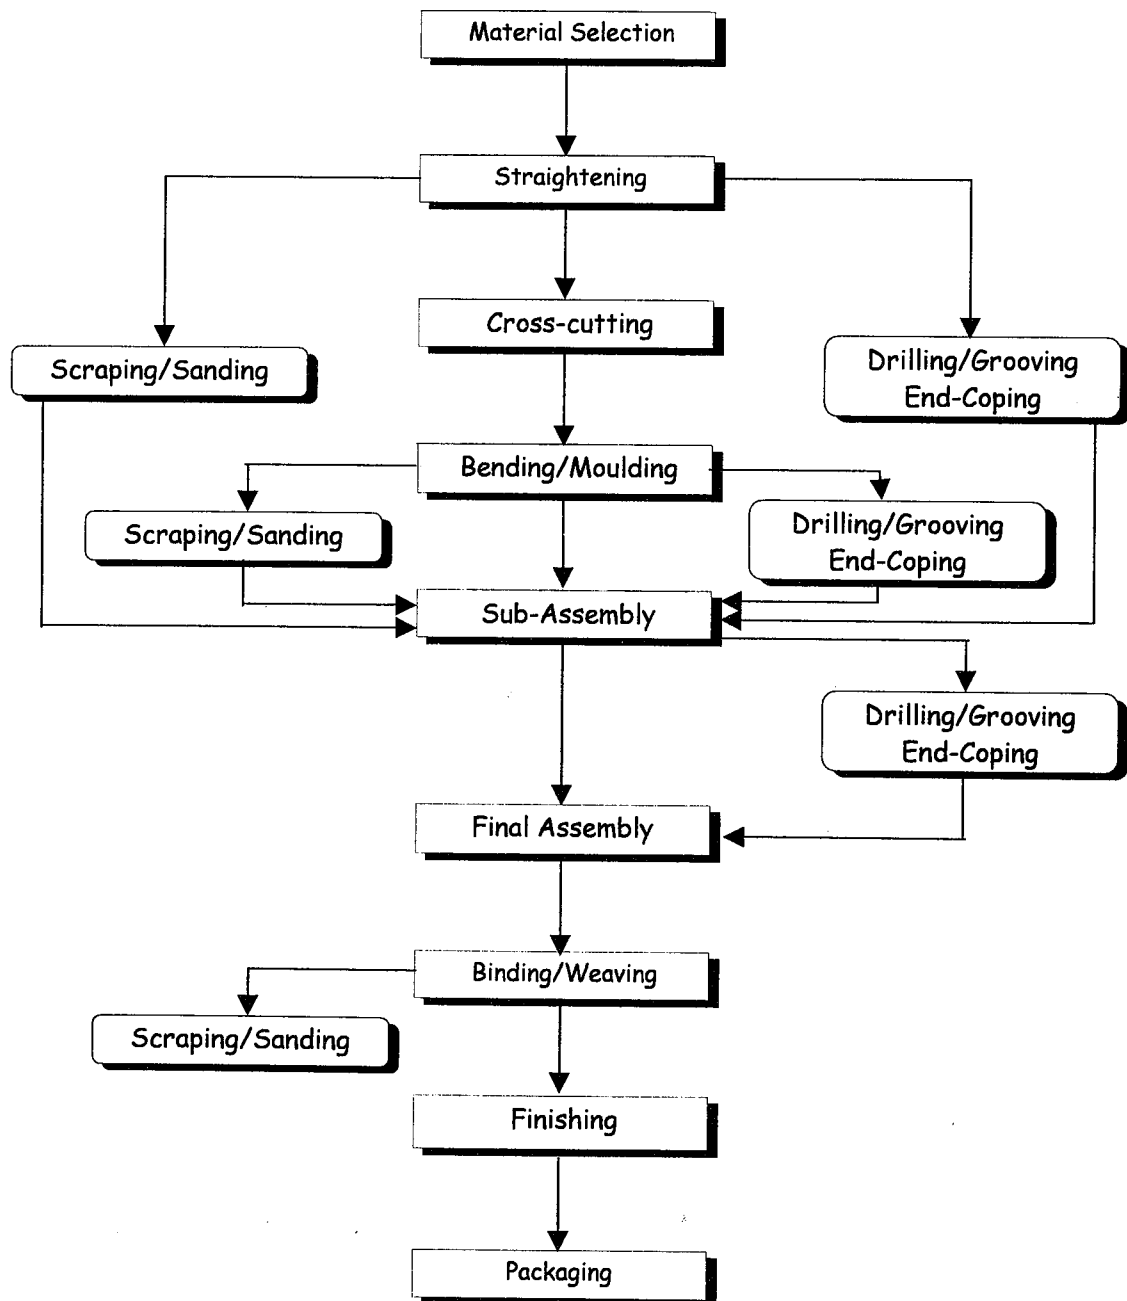 Material Selection
Straightening
Cross-cutting
Scraping/Sanding
Drilling/Grooving
End-Coping
Bending/Moulding
Scraping/Sanding
Drilling/Grooving
End-Coping
Sub-Assembly
Drilling/Grooving
End-Coping
Final Assembly
Binding/Weaving
Scraping/Sanding
Finishing
Packaging